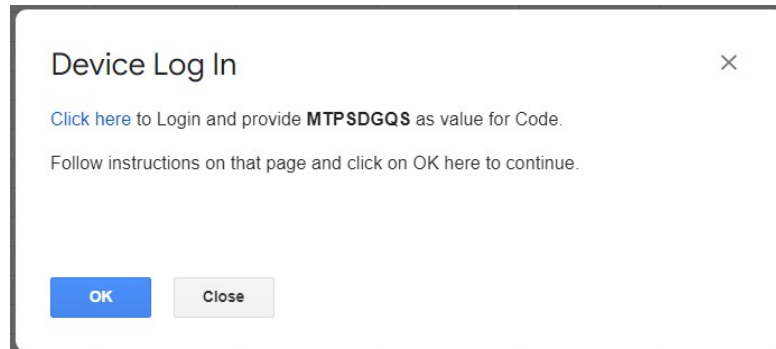 Device Log In
Click here to Login and provide MTPSDGQS as value for Code.
Follow instructions on that page and click on OK here to continue.
OK Close